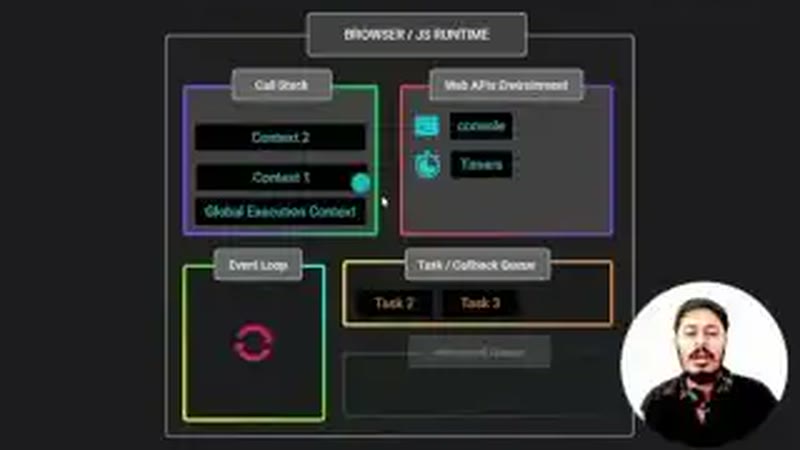 BROWSER / JS RUNTIME
Call Stack
Web APIs Environment
Context 2
console
Context 1
Timers
Global Execution Context
Event Loop
Task / Callback Queue
Task 2
Task 3